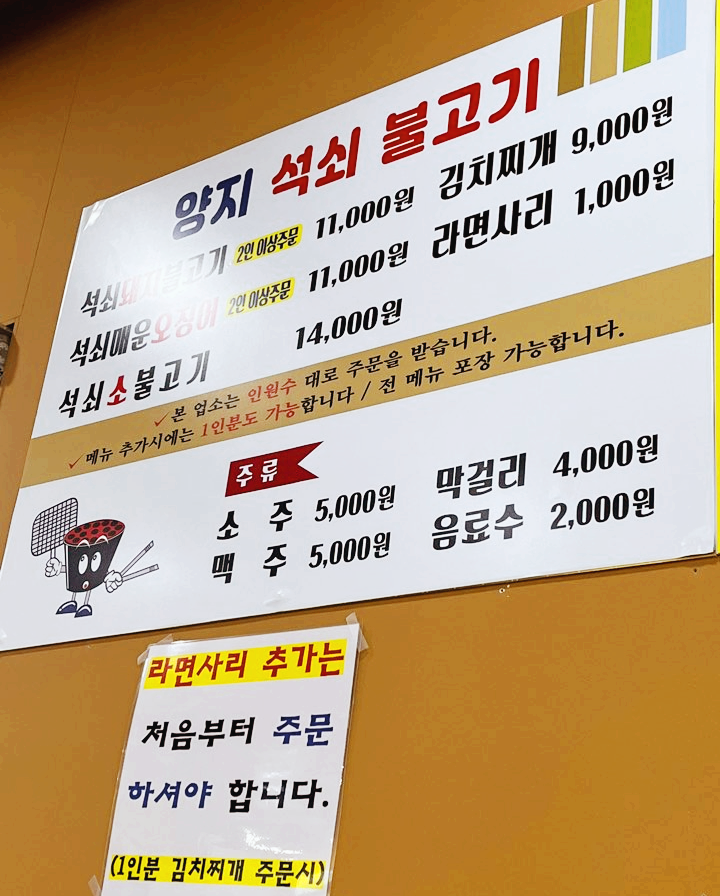 양지 석쇠 불고기
석쇠돼지불고기 2인 이상주문 11,000원
석쇠매운오징어 2인 이상주문 11,000원
석쇠소불고기 14,000원
김치찌개 9,000원
라면사리 1,000원
✓본 업소는 인원수 대로 주문을 받습니다.
✓메뉴 추가시에는 1인분도 가능합니다 / 전 메뉴 포장 가능합니다.
주류
소 주 5,000원
맥 주 5,000원
막걸리 4,000원
음료수 2,000원
라면사리 추가는
처음부터 주문
하셔야 합니다.
(1인분 김치찌개 주문시)